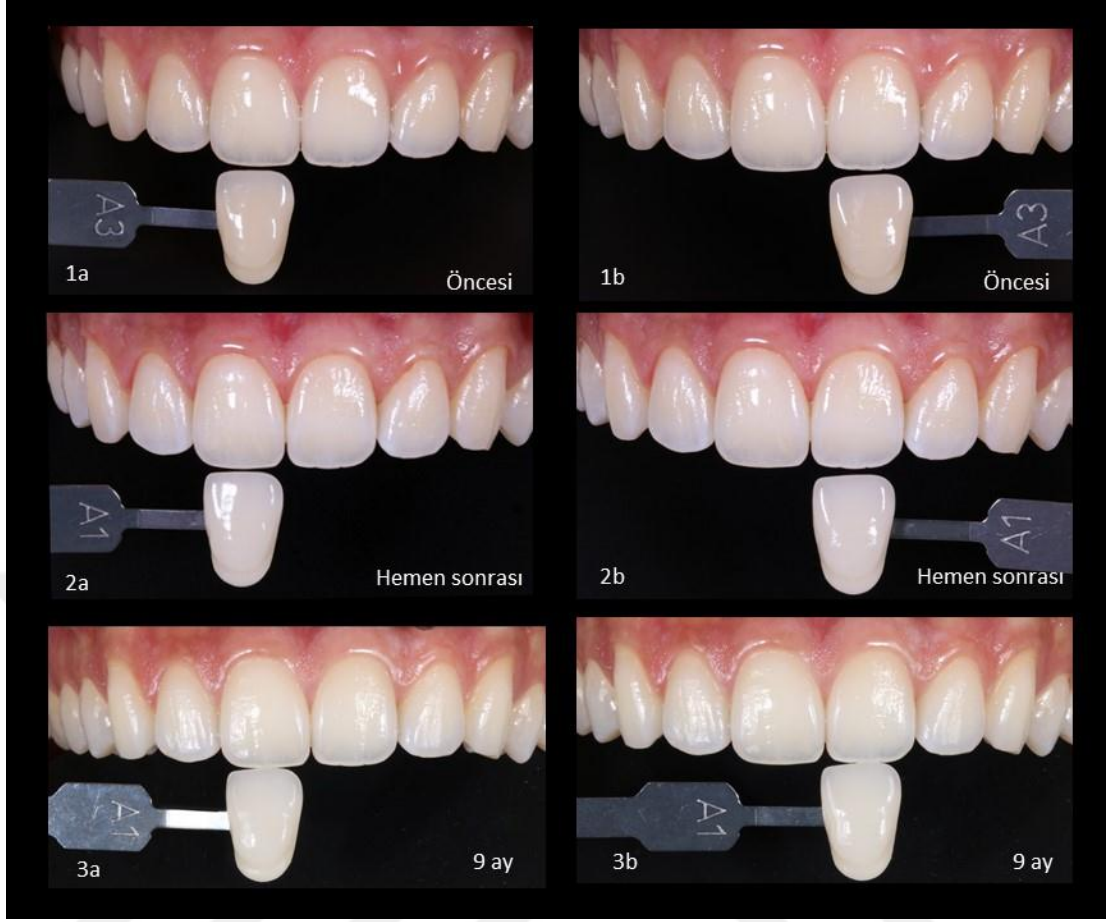 A3
1a
Öncesi
A3
1b
Öncesi
A1
2a
Hemen sonrası
A1
2b
Hemen sonrası
A1
3a
9 ay
A1
3b
9 ay